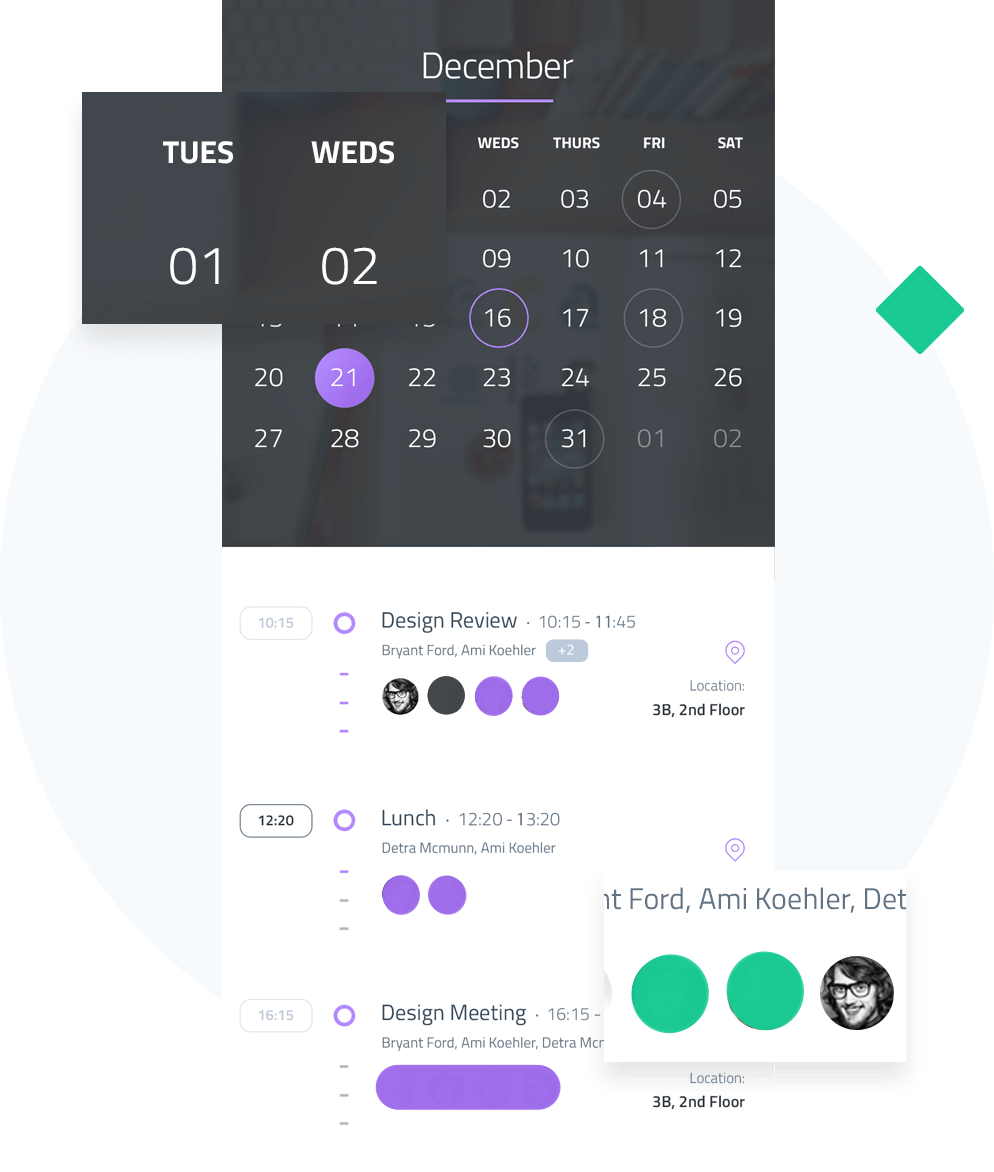 December
TUES WEDS
01 02
WEDS THURS FRI SAT
02 03 04 05
09 10 11 12
16 17 18 19
20 21 22 23 24 25 26
27 28 29 30 31 01 02
10:15
Design Review · 10:15 - 11:45
Bryant Ford, Ami Koehler +2
Location:
3B, 2nd Floor
12:20
Lunch · 12:20 - 13:20
Detra Mcmunn, Ami Koehler
nt Ford, Ami Koehler, Det
16:15
Design Meeting · 16:15 -
Bryant Ford, Ami Koehler, Detra Mcm
Location:
3B, 2nd Floor